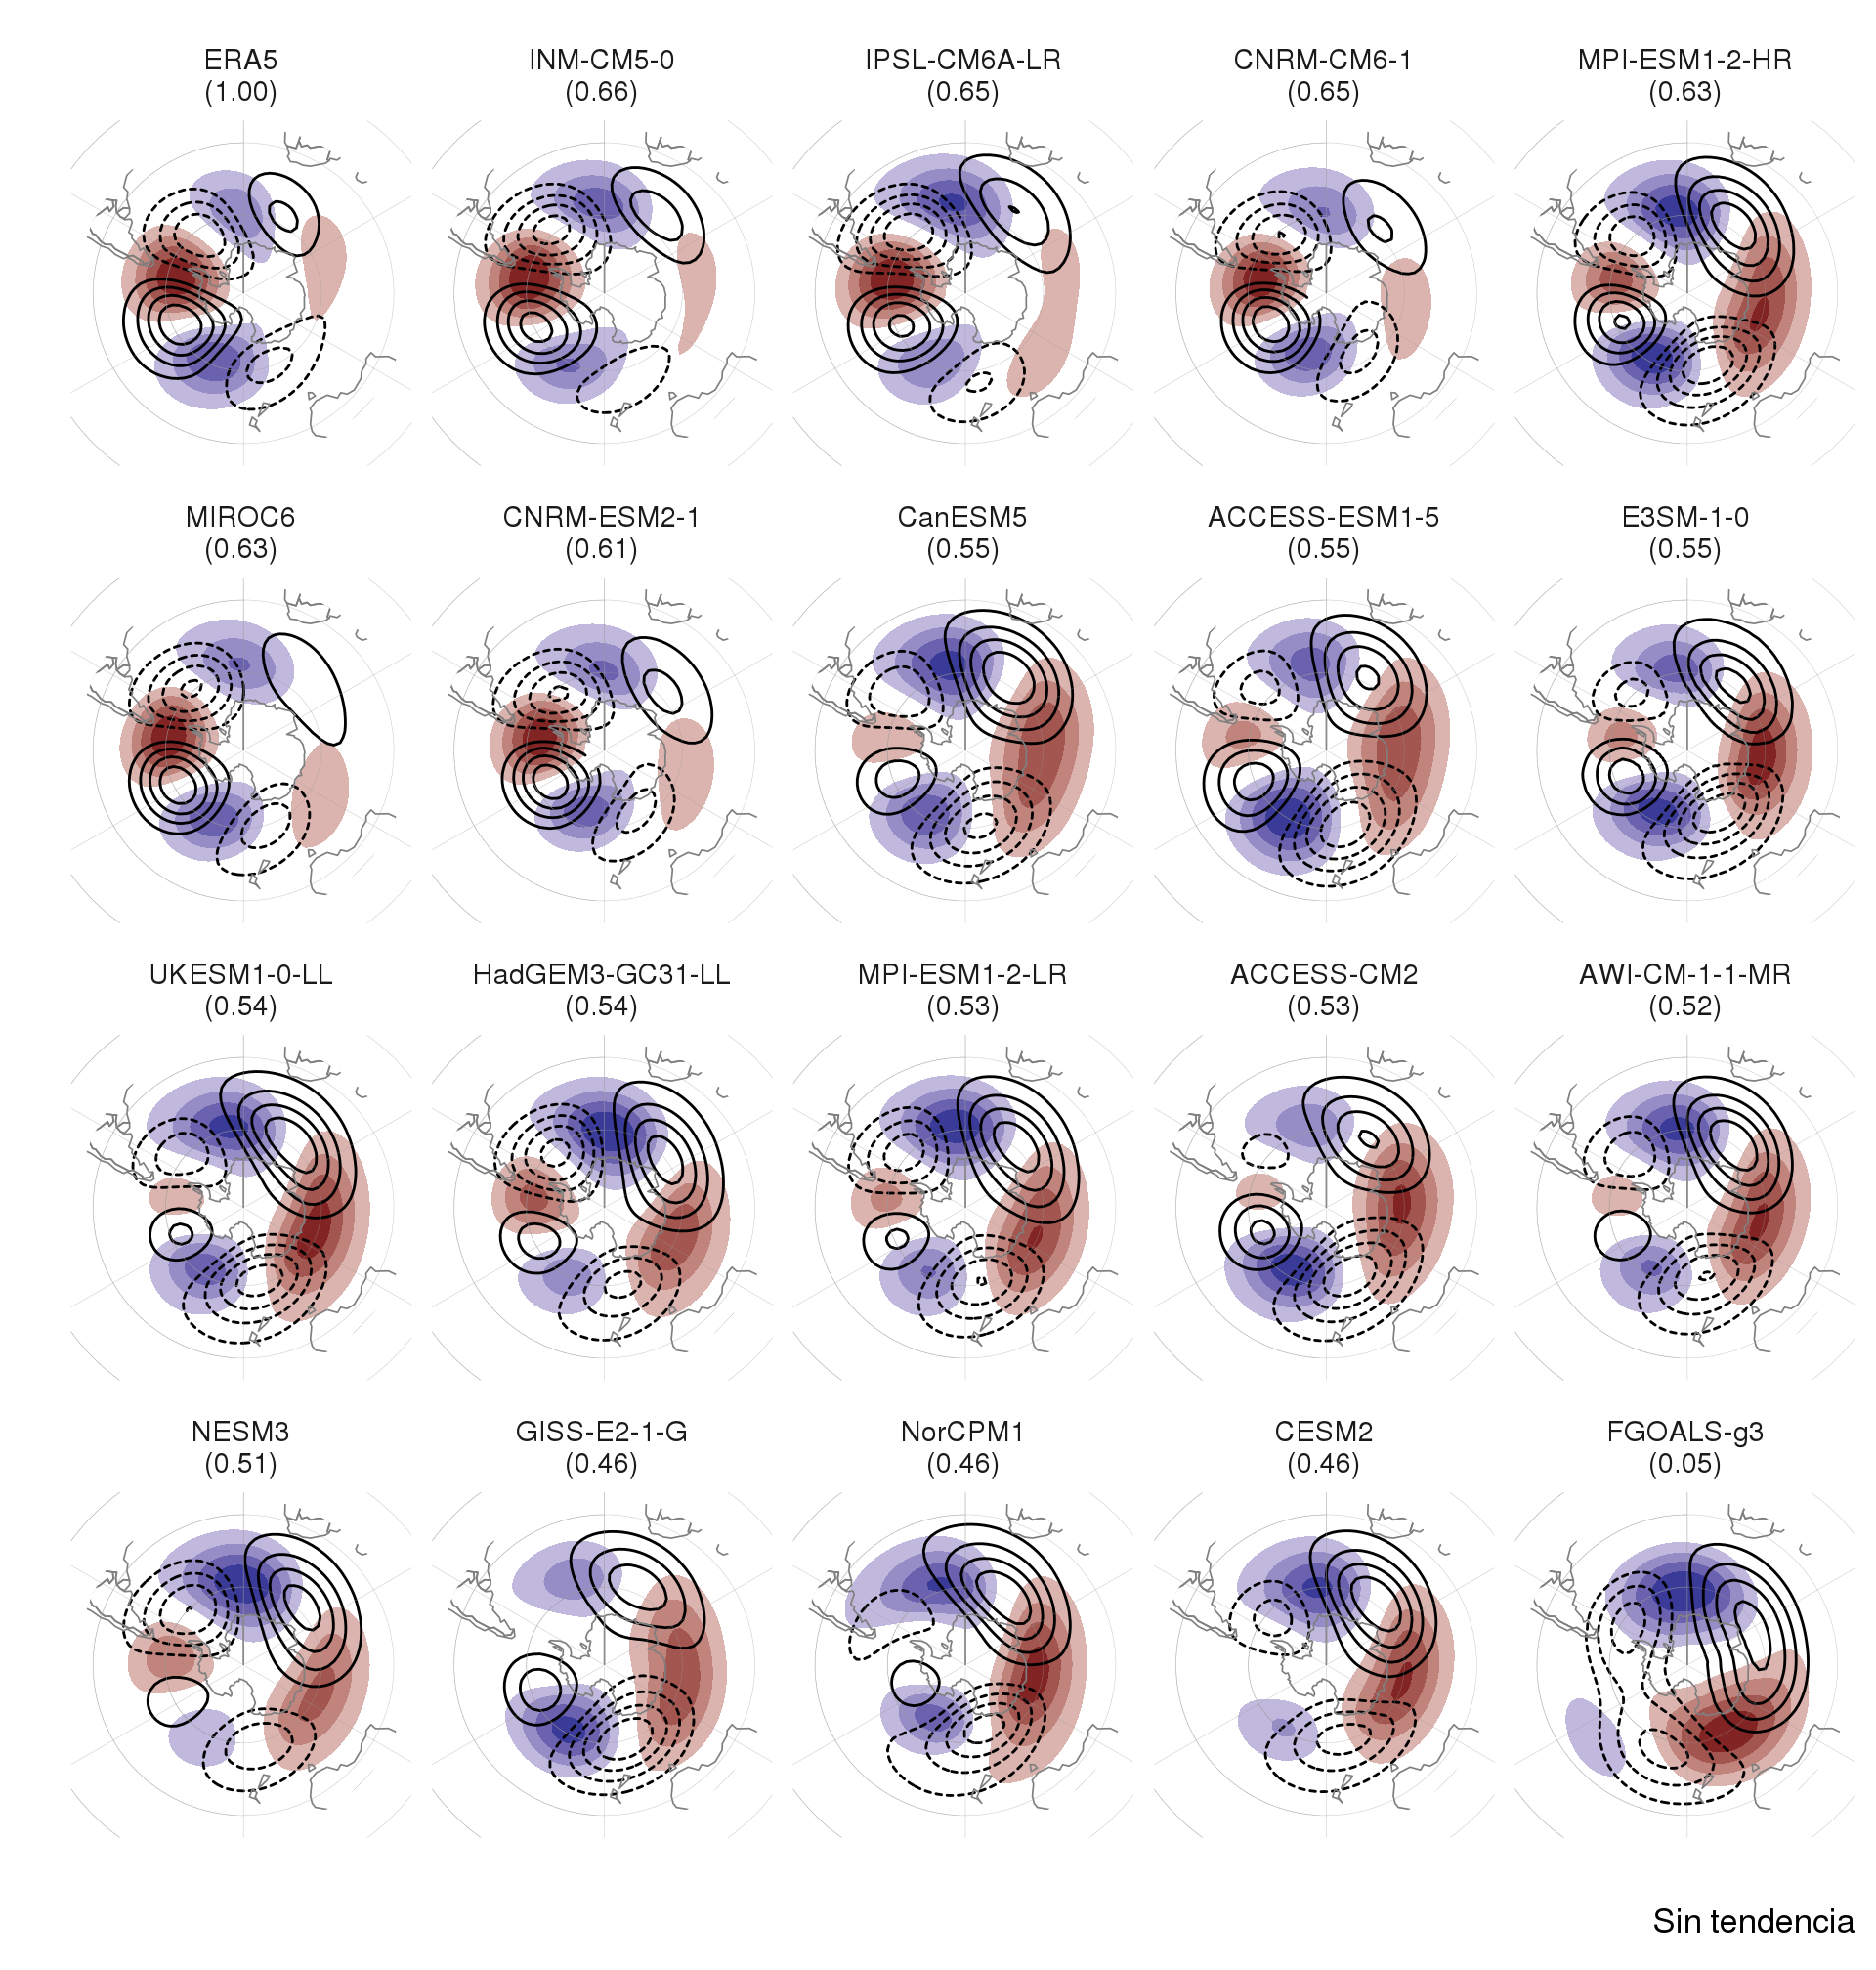 ERA5
(1.00)
INM-CM5-0
(0.66)
IPSL-CM6A-LR
(0.65)
CNRM-CM6-1
(0.65)
MPI-ESM1-2-HR
(0.63)
MIROC6
(0.63)
CNRM-ESM2-1
(0.61)
CanESM5
(0.55)
ACCESS-ESM1-5
(0.55)
E3SM-1-0
(0.55)
UKESM1-0-LL
(0.54)
HadGEM3-GC31-LL
(0.54)
MPI-ESM1-2-LR
(0.53)
ACCESS-CM2
(0.53)
AWI-CM-1-1-MR
(0.52)
NESM3
(0.51)
GISS-E2-1-G
(0.46)
NorCPM1
(0.46)
CESM2
(0.46)
FGOALS-g3
(0.05)
Sin tendencia